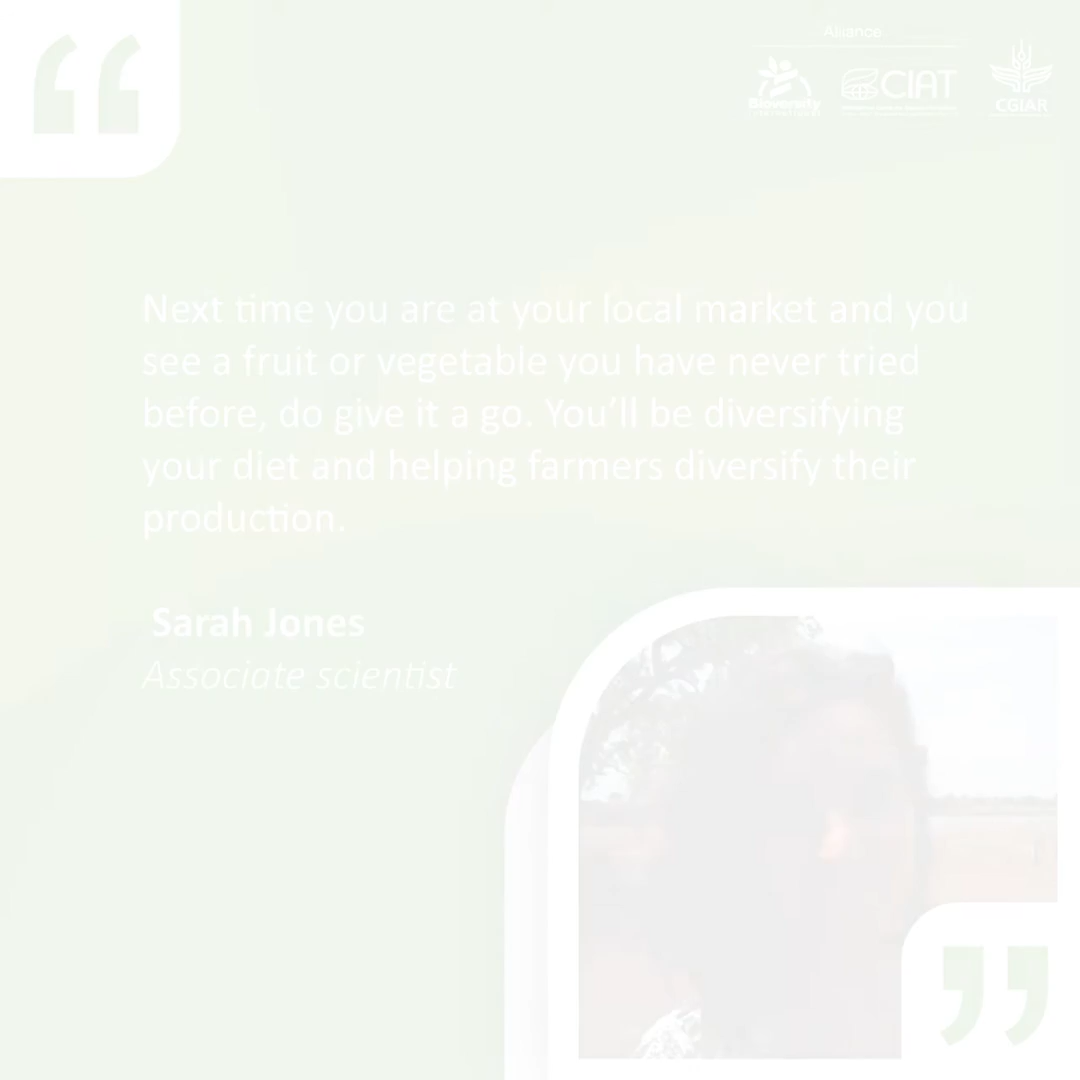 Alliance
Bioversity
INTERNATIONAL
CIAT
CGIAR
“
Next time you are at your local market and you
see a fruit or vegetable you have never tried
before, do give it a go. You’ll be diversifying
your diet and helping farmers diversify their
production.
Sarah Jones
Associate scientist
”